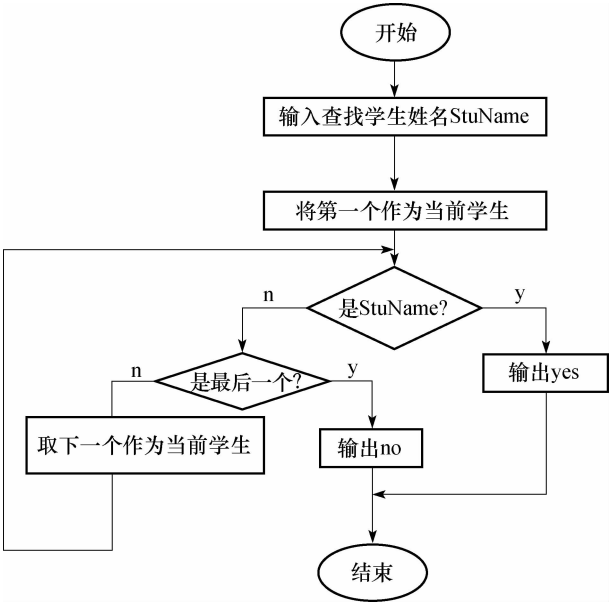 开始
输入查找学生姓名StuName
将第一个作为当前学生
n
是StuName?
y
n
是最后一个?
y
输出yes
取下一个作为当前学生
输出no
结束